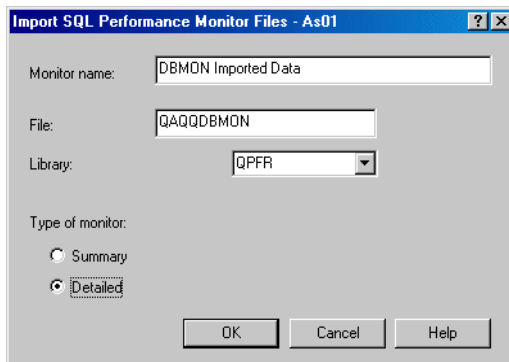 Import SQL Performance Monitor Files - As01
Monitor name: DBMON Imported Data
File: QAQQDBMON
Library: QPFR
Type of monitor:
Summary
Detailed
OK Cancel Help